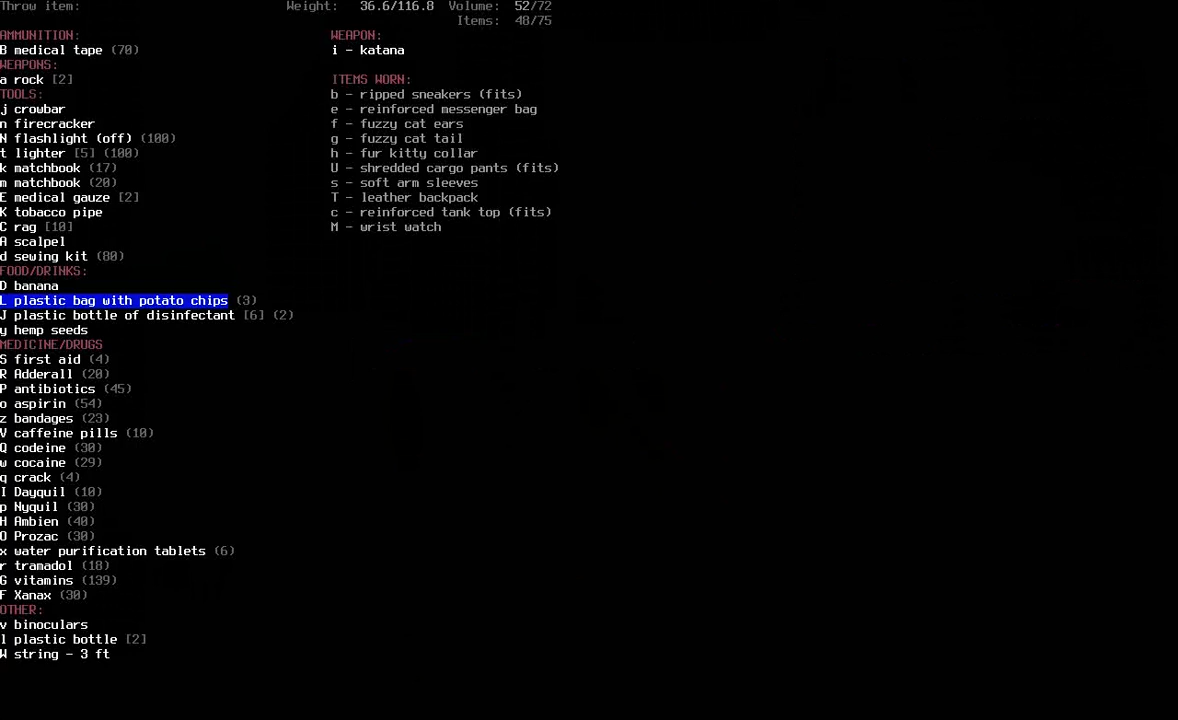 Throw item: Weight: 36.6/116.8 Volume: 52/72
Items: 48/75
AMMUNITION:
B medical tape (70)
WEAPONS:
a rock [2]
TOOLS:
j crowbar
n firecracker
N flashlight (off) (100)
t lighter [5] (100)
k matchbook (17)
m matchbook (20)
E medical gauze [2]
K tobacco pipe
C rag [10]
A scalpel
d sewing kit (80)
FOOD/DRINKS:
D banana
L plastic bag with potato chips (3)
J plastic bottle of disinfectant [6] (2)
y hemp seeds
MEDICINE/DRUGS
S first aid (4)
R Adderall (20)
P antibiotics (45)
o aspirin (54)
z bandages (23)
V caffeine pills (10)
Q codeine (30)
w cocaine (29)
q crack (4)
I Dayquil (10)
p Nyquil (30)
H Ambien (40)
O Prozac (30)
x water purification tablets (6)
r tramadol (18)
G vitamins (139)
F Xanax (30)
OTHER:
v binoculars
l plastic bottle [2]
W string - 3 ft
WEAPON:
i - katana
ITEMS WORN:
b - ripped sneakers (fits)
e - reinforced messenger bag
f - fuzzy cat ears
g - fuzzy cat tail
h - fur kitty collar
U - shredded cargo pants (fits)
s - soft arm sleeves
T - leather backpack
c - reinforced tank top (fits)
M - wrist watch